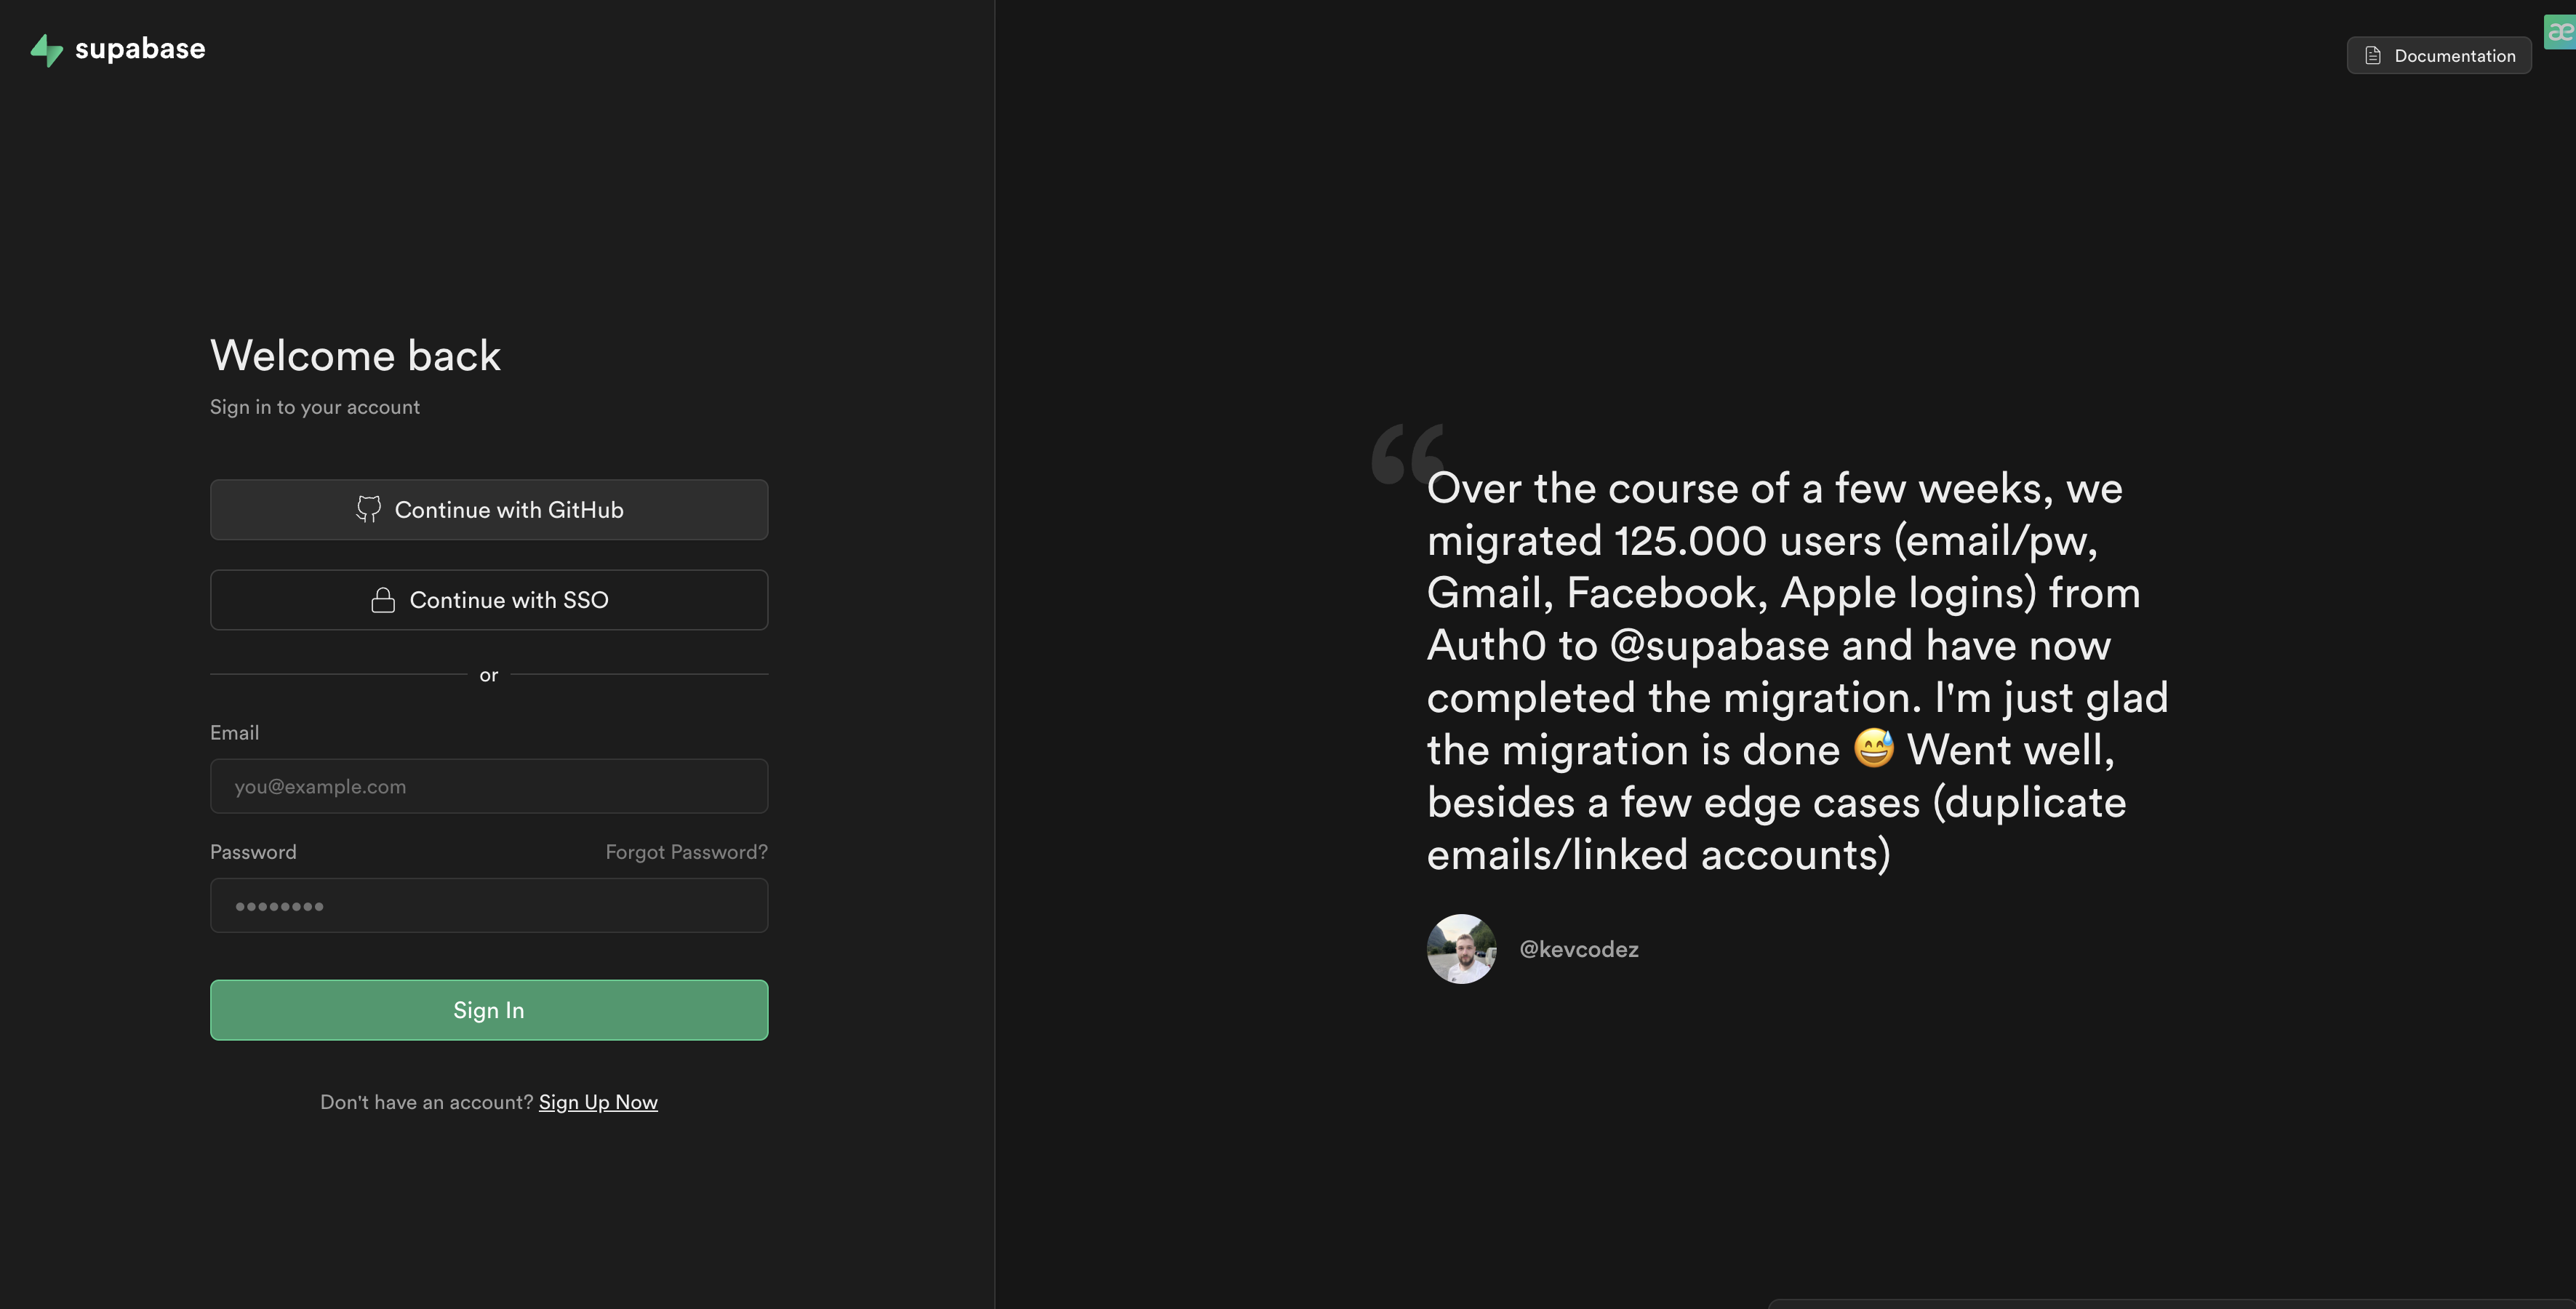 supabase
Documentation
æ
Welcome back
Sign in to your account
Continue with GitHub
Continue with SSO
or
Email
you@example.com
Password
Forgot Password?
••••••••
Sign In
Don't have an account? Sign Up Now
“
Over the course of a few weeks, we
migrated 125.000 users (email/pw,
Gmail, Facebook, Apple logins) from
Auth0 to @supabase and have now
completed the migration. I'm just glad
the migration is done 😅 Went well,
besides a few edge cases (duplicate
emails/linked accounts)
@kevcodez